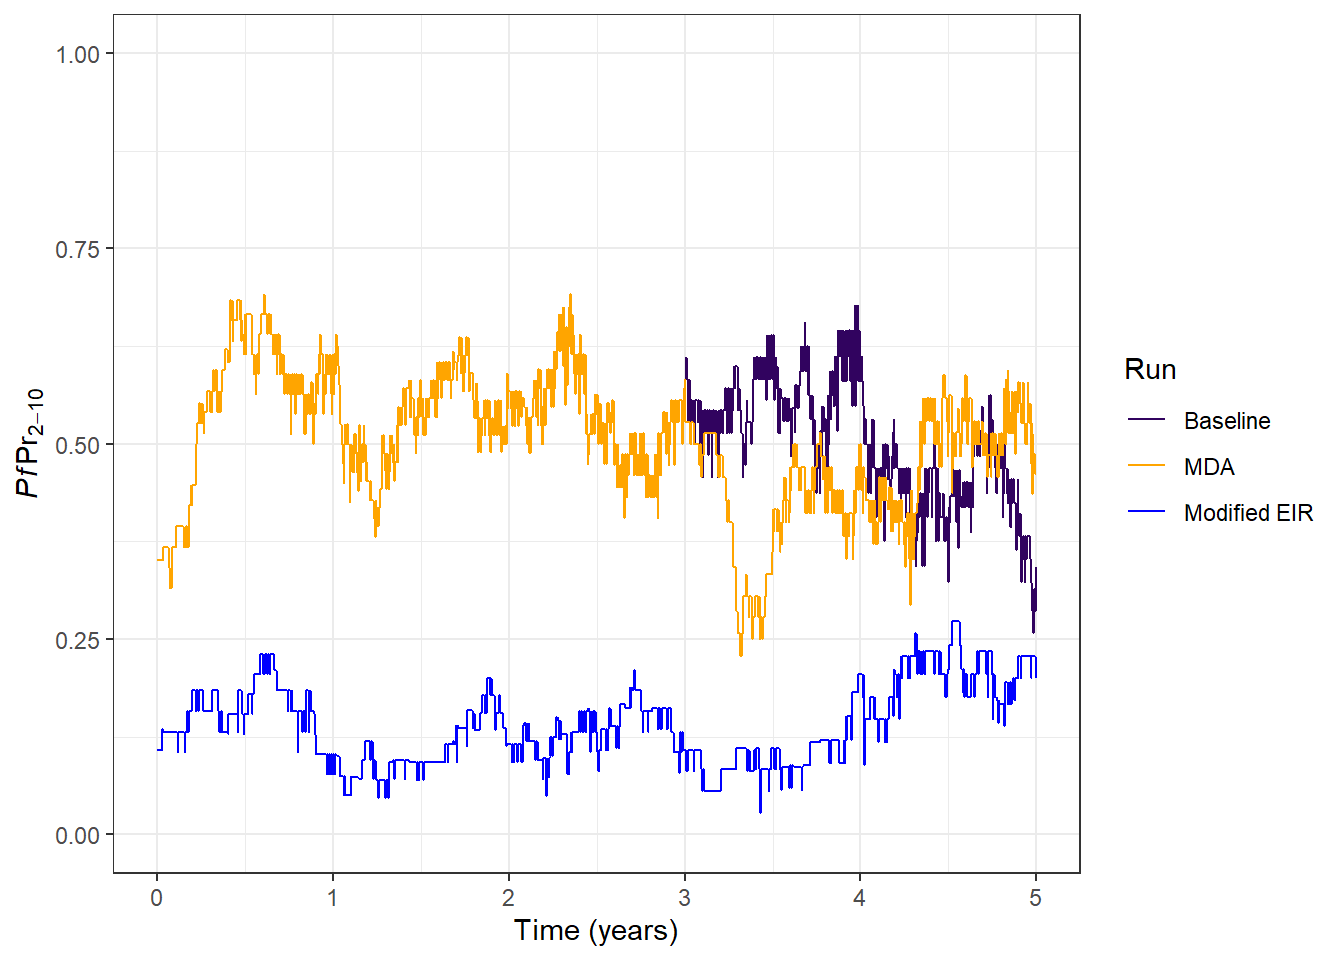 1.00
0.75
0.50
0.25
0.00
PfPr2−10
0
1
2
3
4
5
Time (years)
Run
Baseline
MDA
Modified EIR